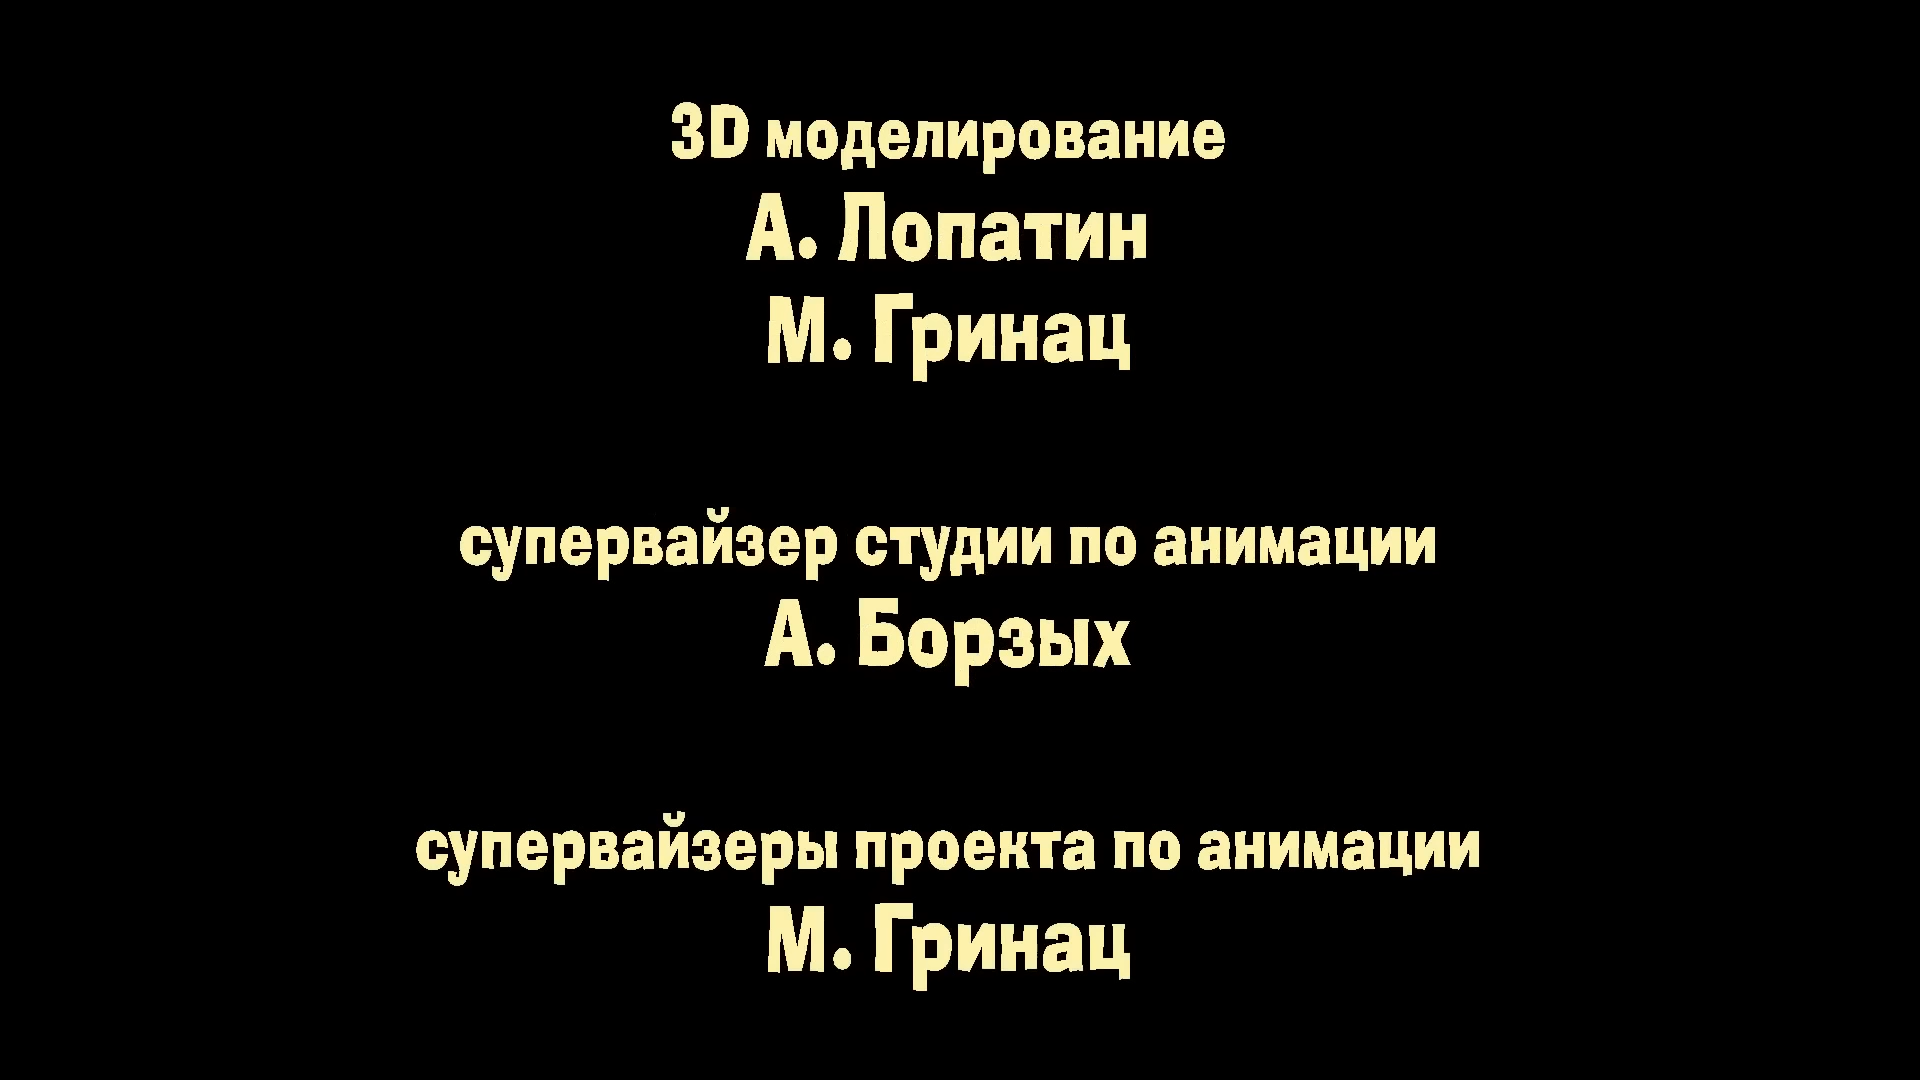 3D моделирование
А. Лопатин
М. Гринац
супервайзер студии по анимации
А. Борзых
супервайзеры проекта по анимации
М. Гринац